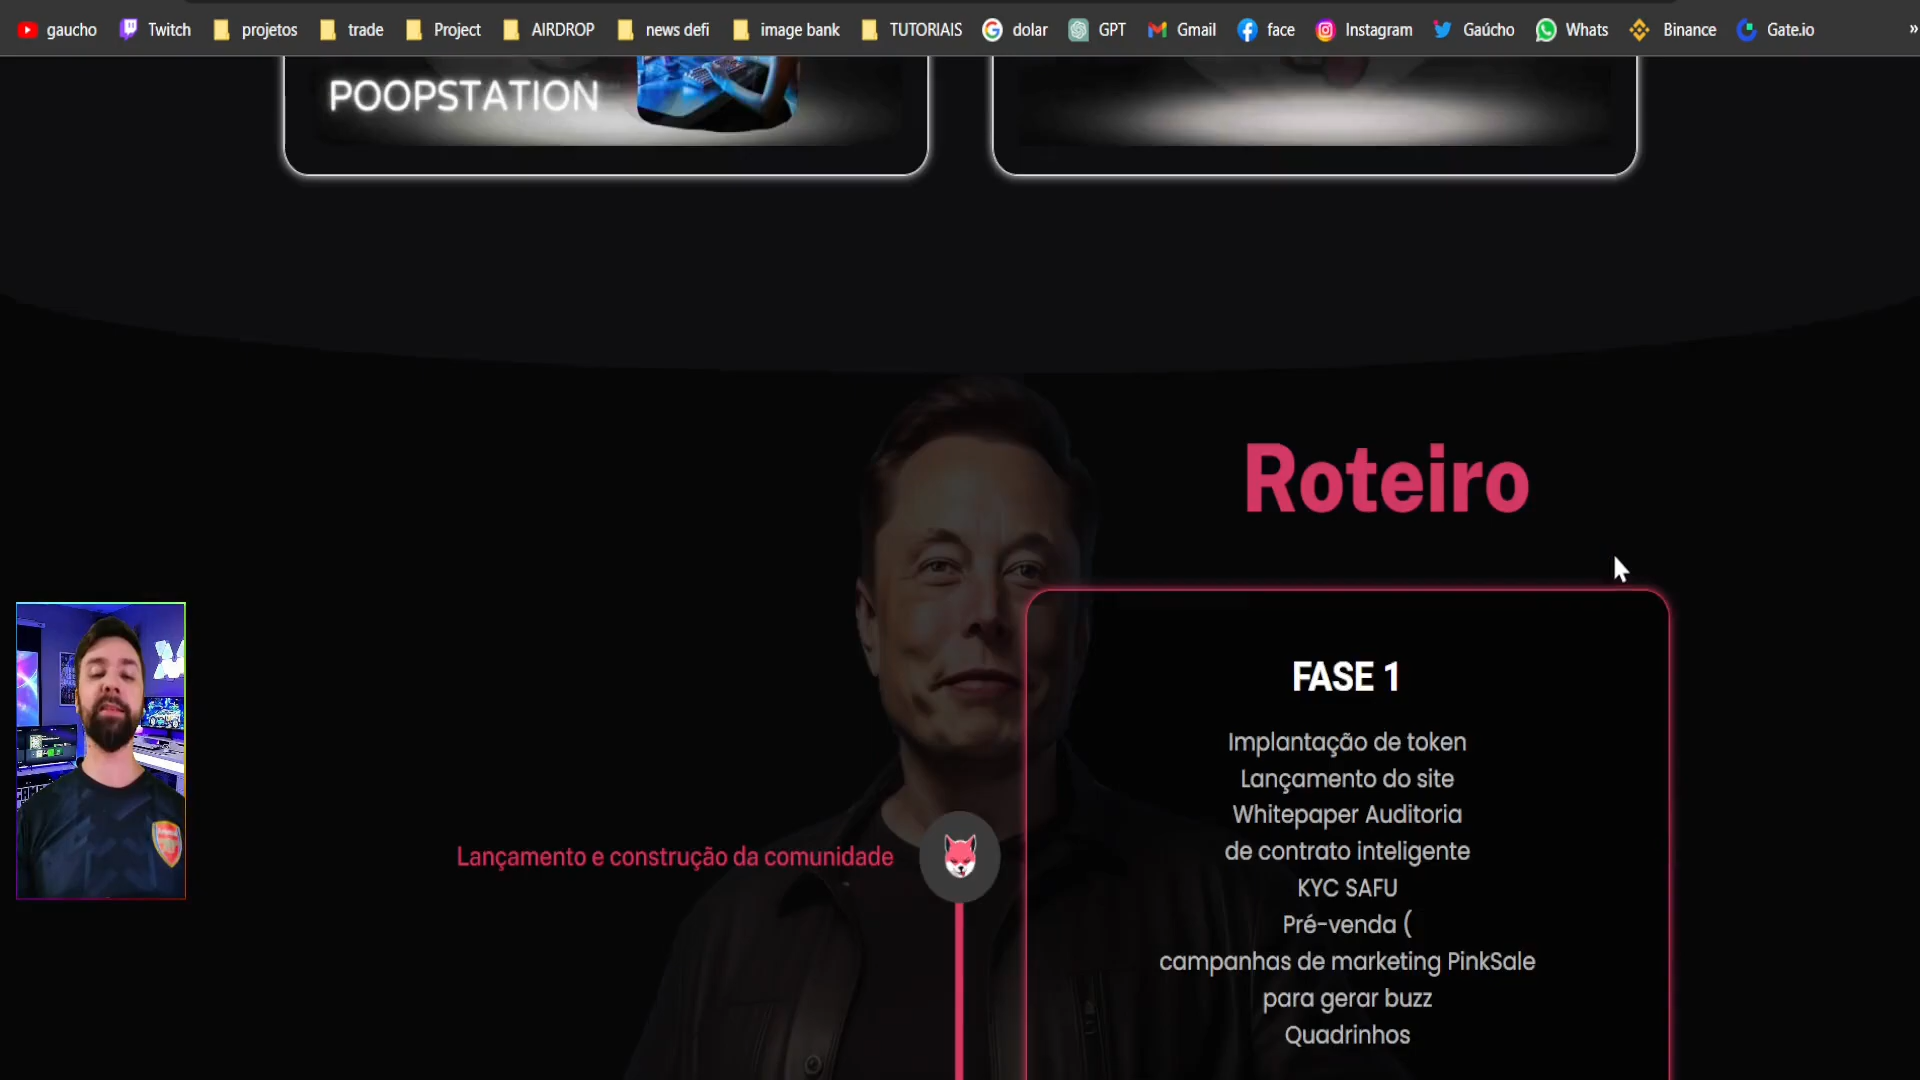 gaucho Twitch projetos trade Project AIRDROP news defi image bank TUTORIAIS dolar GPT Gmail face Instagram Gaúcho Whats Binance Gate.io »
POOPSTATION
Roteiro
FASE 1
Implantação de token
Lançamento do site
Whitepaper Auditoria
de contrato inteligente
KYC SAFU
Pré-venda (
campanhas de marketing PinkSale
para gerar buzz
Quadrinhos
Lançamento e construção da comunidade